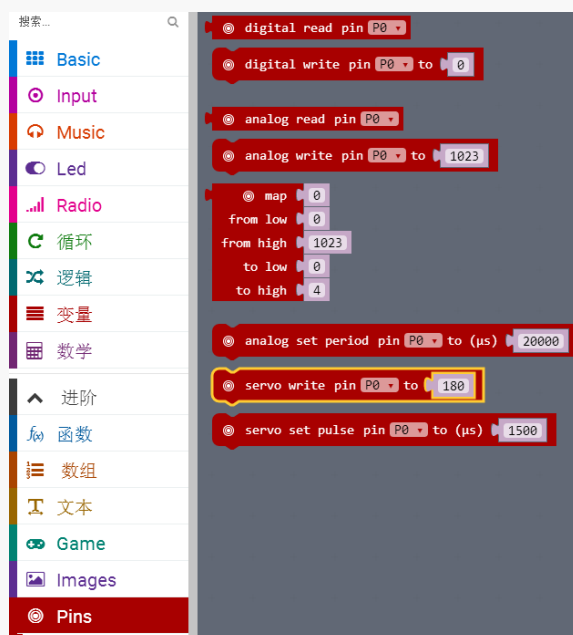 搜索...
Basic
Input
Music
Led
Radio
循环
逻辑
变量
数学
进阶
函数
数组
文本
Game
Images
Pins
digital read pin P0
digital write pin P0 to 0
analog read pin P0
analog write pin P0 to 1023
map 0
from low 0
from high 1023
to low 0
to high 4
analog set period pin P0 to (µs) 20000
servo write pin P0 to 180
servo set pulse pin P0 to (µs) 1500